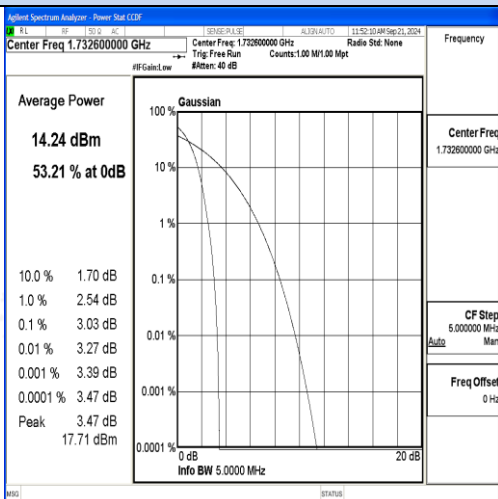 Agilent Spectrum Analyzer - Power Stat CCDF
RL RF 50 Ω AC SENSE:PULSE ALIGNAUTO 11:52:10 AM Sep 21, 2024
Center Freq 1.732600000 GHz
Center Freq: 1.732600000 GHz Radio Std: None
Trig: Free Run Counts:1.00 M/1.00 Mpt
#IFGain:Low #Atten: 40 dB
Frequency
Average Power
14.24 dBm
53.21 % at 0dB
10.0 % 1.70 dB
1.0 % 2.54 dB
0.1 % 3.03 dB
0.01 % 3.27 dB
0.001 % 3.39 dB
0.0001 % 3.47 dB
Peak 3.47 dB
17.71 dBm
Gaussian
100 %
10 %
1 %
0.1 %
0.01 %
0.001 %
0.0001 %
0 dB 20 dB
Info BW 5.0000 MHz
Center Freq
1.732600000 GHz
CF Step
5.000000 MHz
Auto Man
Freq Offset
0 Hz
MSG STATUS